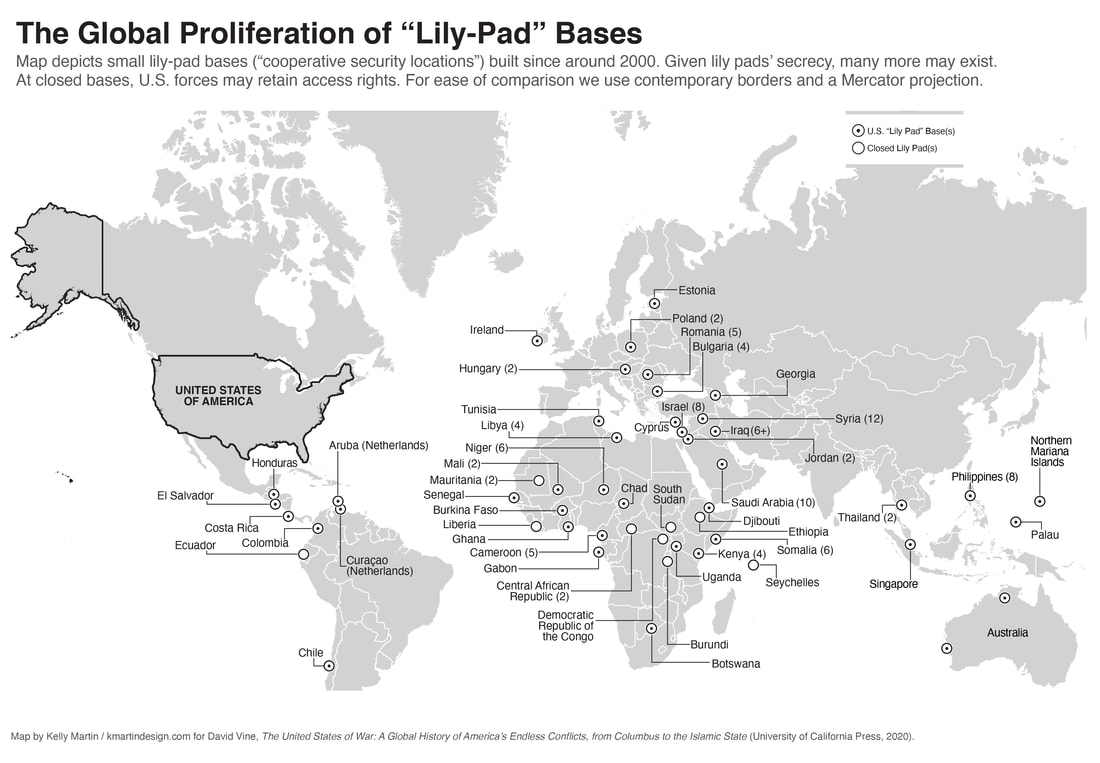 The Global Proliferation of “Lily-Pad” Bases
Map depicts small lily-pad bases (“cooperative security locations”) built since around 2000. Given lily pads’ secrecy, many more may exist.
At closed bases, U.S. forces may retain access rights. For ease of comparison we use contemporary borders and a Mercator projection.
U.S. “Lily Pad” Base(s)
Closed Lily Pad(s)
UNITED STATES
OF AMERICA
Estonia
Ireland
Poland (2)
Romania (5)
Bulgaria (4)
Hungary (2)
Georgia
Tunisia
Israel (8)
Syria (12)
Libya (4)
Cyprus
Iraq(6+)
Niger (6)
Jordan (2)
Aruba (Netherlands)
Northern
Mariana
Islands
Honduras
Mali (2)
Mauritania (2)
Philippines (8)
El Salvador
Senegal
Chad
South
Sudan
Saudi Arabia (10)
Burkina Faso
Thailand (2)
Costa Rica
Liberia
Djibouti
Ethiopia
Palau
Colombia
Ecuador
Ghana
Cameroon (5)
Somalia (6)
Kenya (4)
Curaçao
(Netherlands)
Gabon
Uganda
Seychelles
Singapore
Central African
Republic (2)
Democratic
Republic of
the Congo
Australia
Burundi
Chile
Botswana
Map by Kelly Martin / kmartindesign.com for David Vine, The United States of War: A Global History of America’s Endless Conflicts, from Columbus to the Islamic State (University of California Press, 2020).